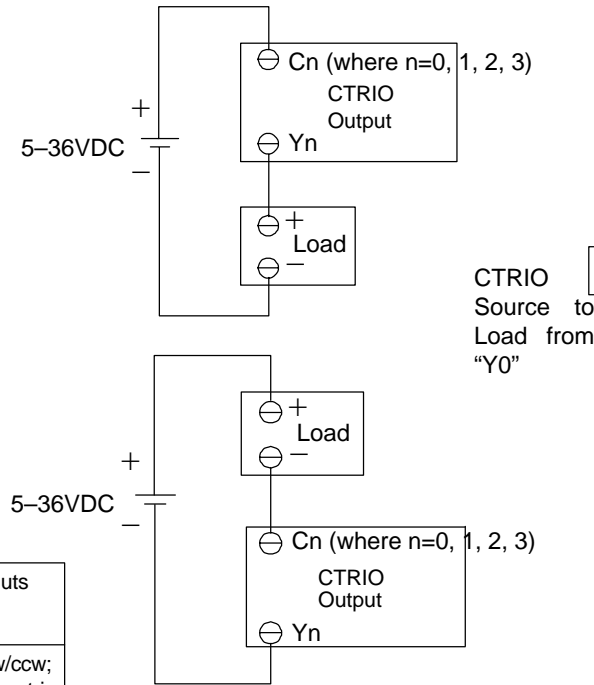 Cn (where n=0, 1, 2, 3)
CTRIO
Output
Yn
+
5–36VDC
−
+
Load
−
CTRIO
Source to
Load from
“Y0”
+
Load
−
+
5–36VDC
−
Cn (where n=0, 1, 2, 3)
CTRIO
Output
Yn
uts
w/ccw;